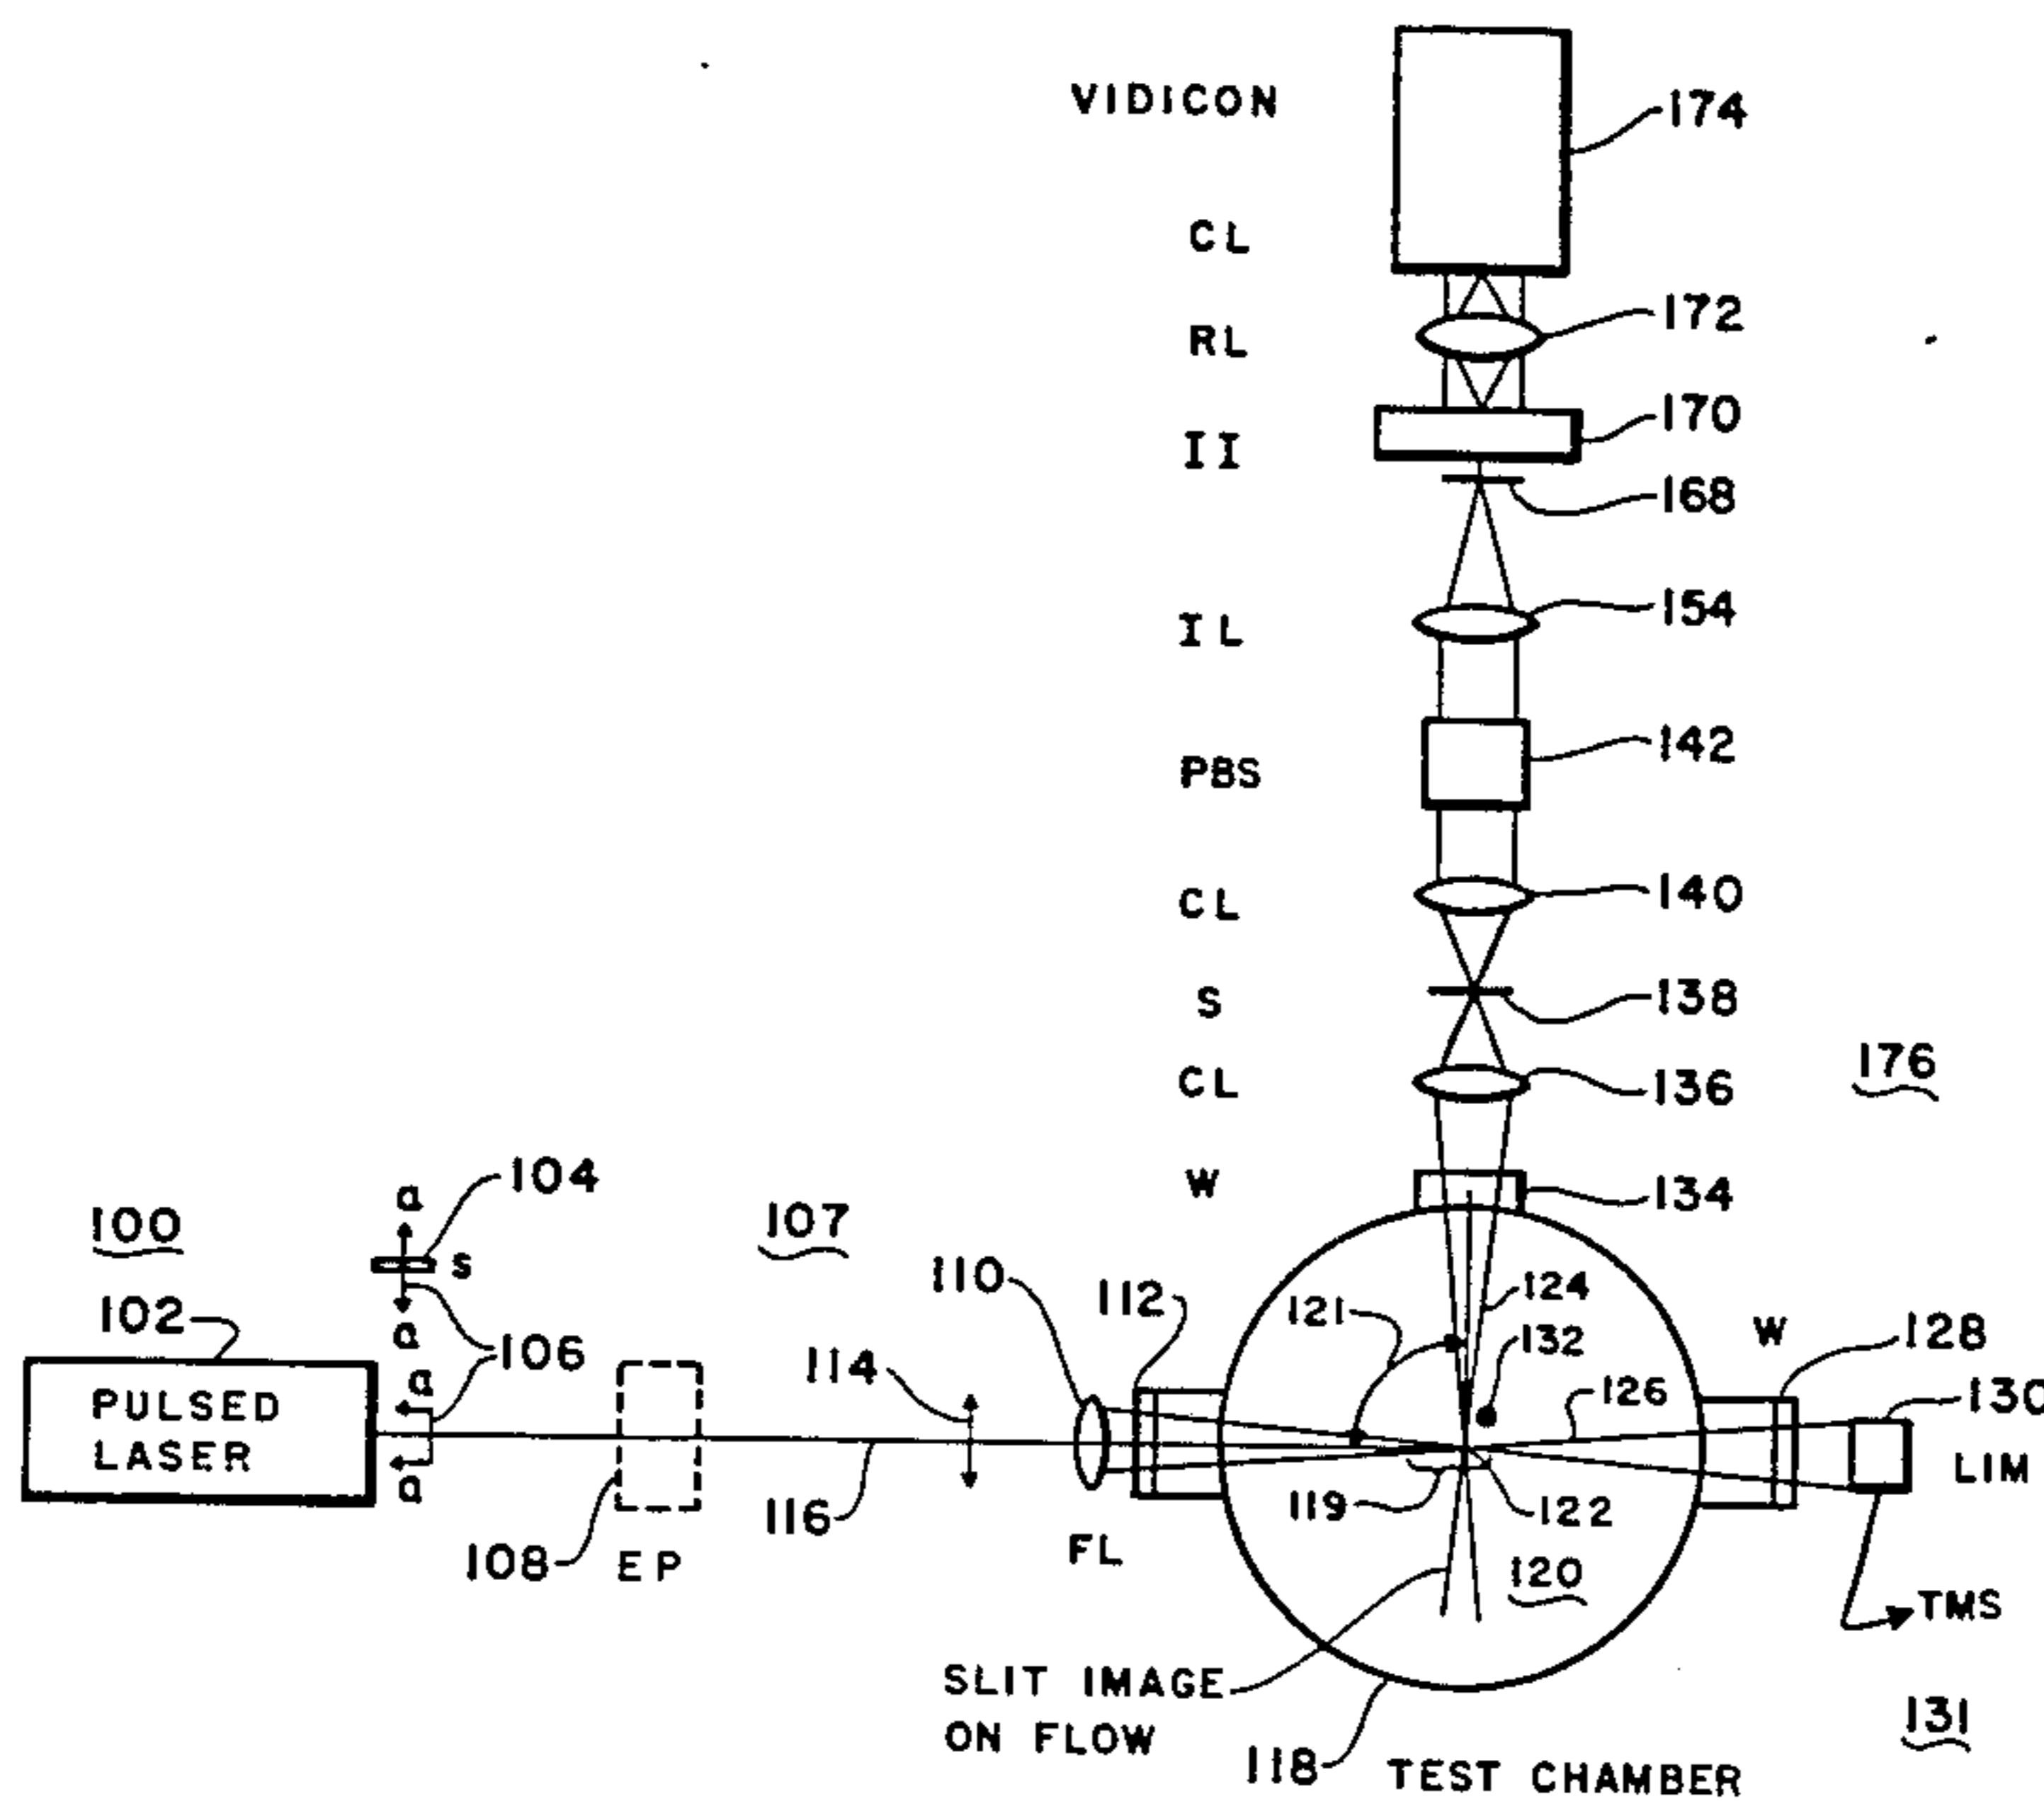 VIDICON
174
CL
172
RL
170
II
168
154
IL
142
PBS
140
CL
S
138
CL
136
176
W
134
100
a
104
S
a
106
a
a
102
PULSED
LASER
107
108
EP
114
116
110
112
FL
121
124
132
126
W
128
130
LIM
119
122
120
TMS
SLIT IMAGE
ON FLOW
118
TEST CHAMBER
131